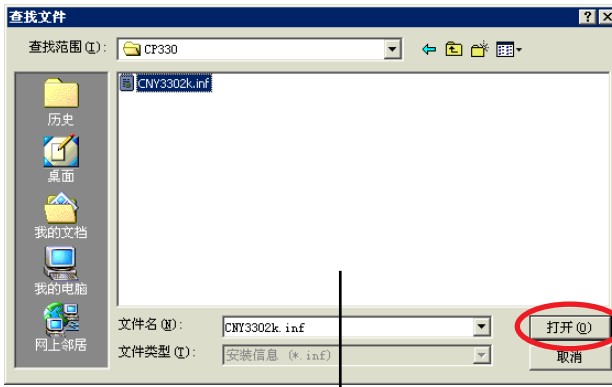 查找文件
查找范围(I):
CP330
CNY3302k.inf
历史
桌面
我的文档
我的电脑
网上邻居
文件名(N):
CNY3302k.inf
打开(O)
文件类型(T):
安装信息 (*.inf)
取消